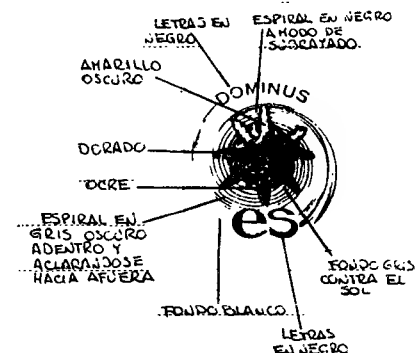 LETRAS EN
NEGRO
ESPIRAL EN NEGRO
A MODO DE
SUBRAYADO.
AMARILLO
OSCURO
DOMINUS
DORADO
OCRE
es
ESPIRAL EN
GRIS OSCURO
ADENTRO Y
ACLARANDOSE
HACIA AFUERA
FONDO GRIS
CONTRA EL
SOL
FONDO BLANCO
LETRAS
EN NEGRO